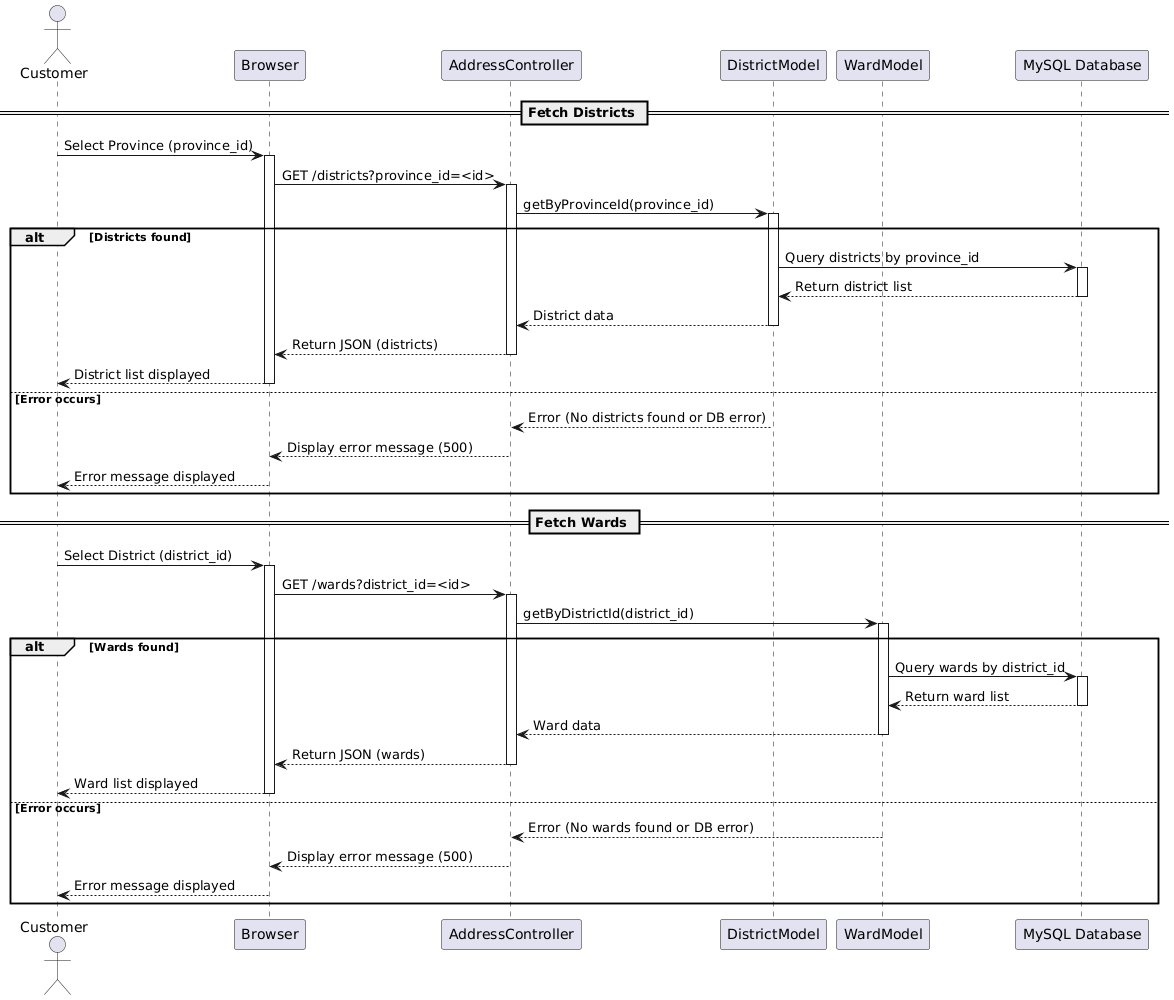 Customer
Browser
AddressController
DistrictModel
WardModel
MySQL Database
Fetch Districts
Select Province (province_id)
GET /districts?province_id=<id>
getByProvinceId(province_id)
alt
[Districts found]
Query districts by province_id
Return district list
District data
Return JSON (districts)
District list displayed
[Error occurs]
Error (No districts found or DB error)
Display error message (500)
Error message displayed
Fetch Wards
Select District (district_id)
GET /wards?district_id=<id>
getByDistrictId(district_id)
alt
[Wards found]
Query wards by district_id
Return ward list
Ward data
Return JSON (wards)
Ward list displayed
[Error occurs]
Error (No wards found or DB error)
Display error message (500)
Error message displayed
Customer
Browser
AddressController
DistrictModel
WardModel
MySQL Database